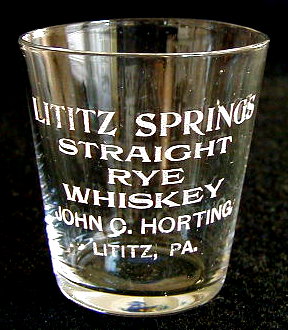 LITITZ SPRINGS
STRAIGHT
RYE
WHISKEY
JOHN C. HORTING
LITITZ, PA.